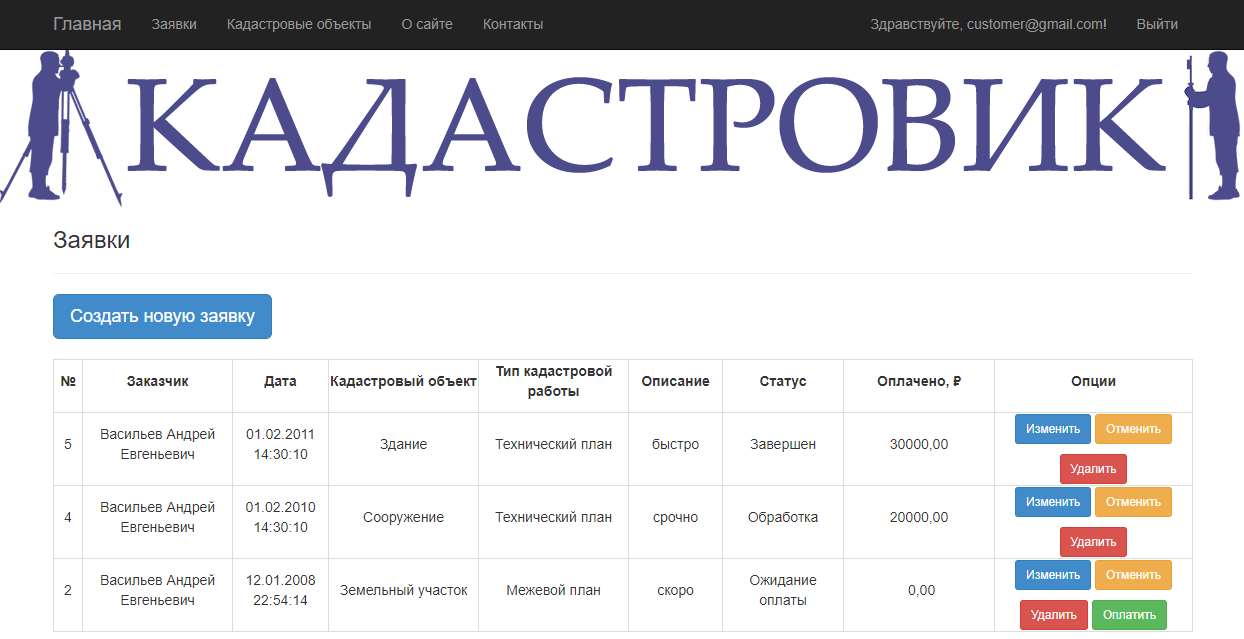 Главная Заявки Кадастровые объекты О сайте Контакты Здравствуйте, customer@gmail.com! Выйти
КАДАСТРОВИК
Заявки
Создать новую заявку
№ Заказчик Дата Кадастровый объект Тип кадастровой работы Описание Статус Оплачено, ₽ Опции
5 Васильев Андрей Евгеньевич 01.02.2011 14:30:10 Здание Технический план быстро Завершен 30000,00 Изменить Отменить Удалить
4 Васильев Андрей Евгеньевич 01.02.2010 14:30:10 Сооружение Технический план срочно Обработка 20000,00 Изменить Отменить Удалить
2 Васильев Андрей Евгеньевич 12.01.2008 22:54:14 Земельный участок Межевой план скоро Ожидание оплаты 0,00 Изменить Отменить Удалить Оплатить